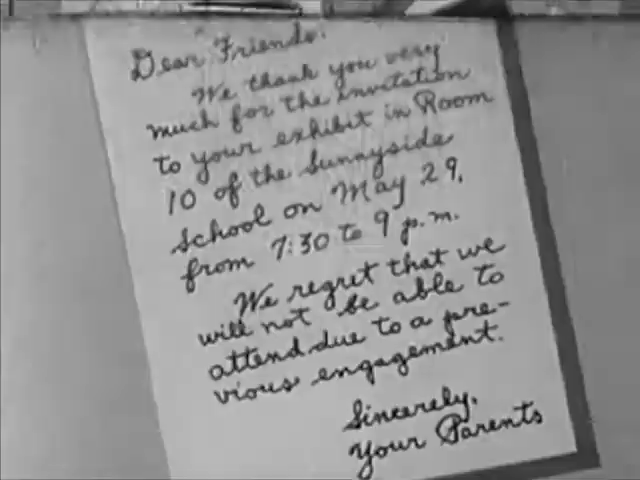 Dear Friends:
We thank you very
much for the invitation
to your exhibit in Room
10 of the Sunnyside
School on May 29,
from 7:30 to 9 p.m.
We regret that we
will not be able to
attend due to a pre-
vious engagement.
Sincerely,
Your Parents